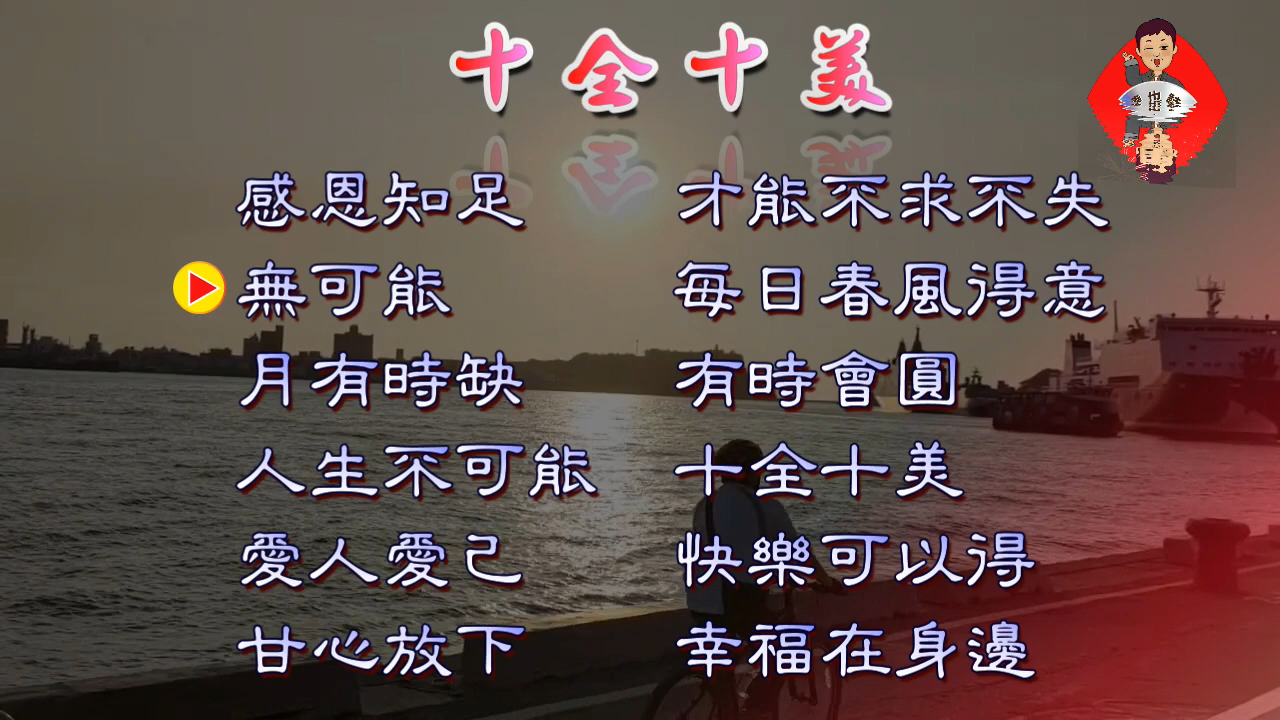 十全十美
感恩知足 才能不求不失
無可能 每日春風得意
月有時缺 有時會圓
人生不可能 十全十美
愛人愛己 快樂可以得
甘心放下 幸福在身邊